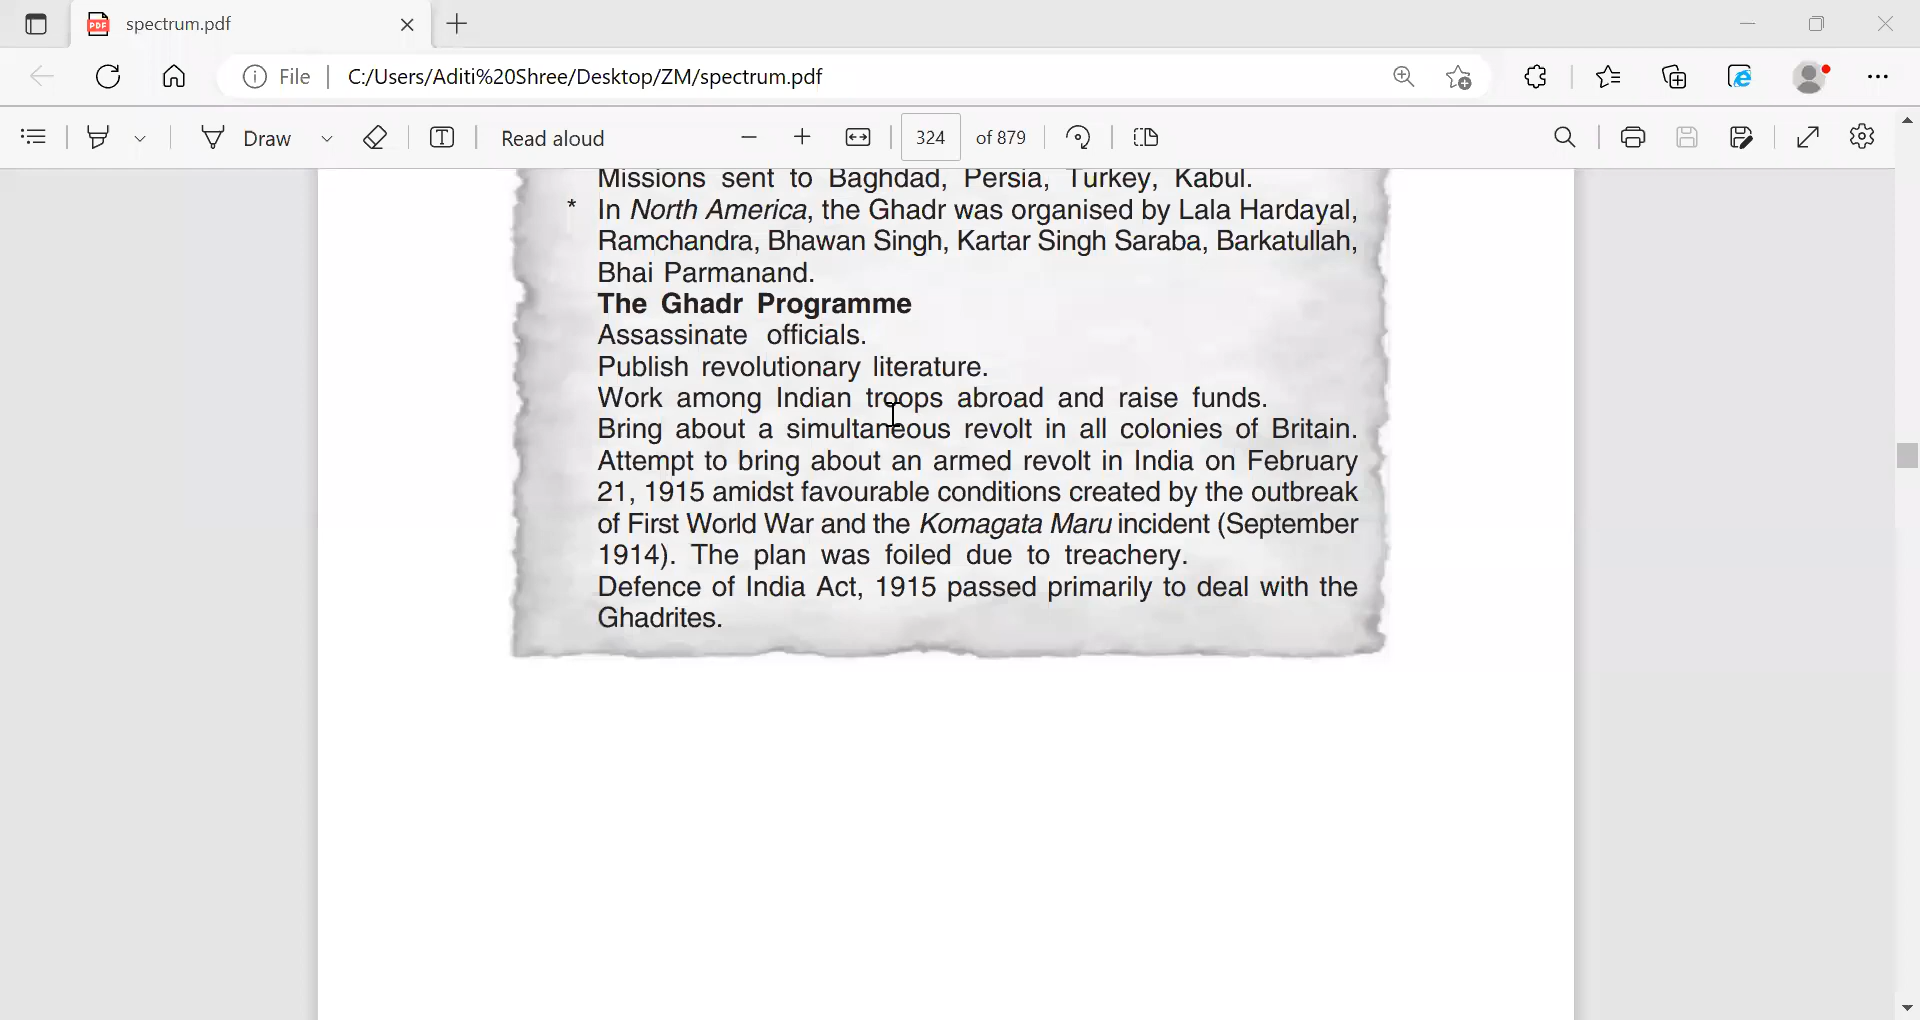 spectrum.pdf
File
C:/Users/Aditi%20Shree/Desktop/ZM/spectrum.pdf
Draw
Read aloud
324
of 879
Missions sent to Baghdad, Persia, Turkey, Kabul.
* In North America, the Ghadr was organised by Lala Hardayal,
Ramchandra, Bhawan Singh, Kartar Singh Saraba, Barkatullah,
Bhai Parmanand.
The Ghadr Programme
Assassinate officials.
Publish revolutionary literature.
Work among Indian troops abroad and raise funds.
Bring about a simultaneous revolt in all colonies of Britain.
Attempt to bring about an armed revolt in India on February
21, 1915 amidst favourable conditions created by the outbreak
of First World War and the Komagata Maru incident (September
1914). The plan was foiled due to treachery.
Defence of India Act, 1915 passed primarily to deal with the
Ghadrites.